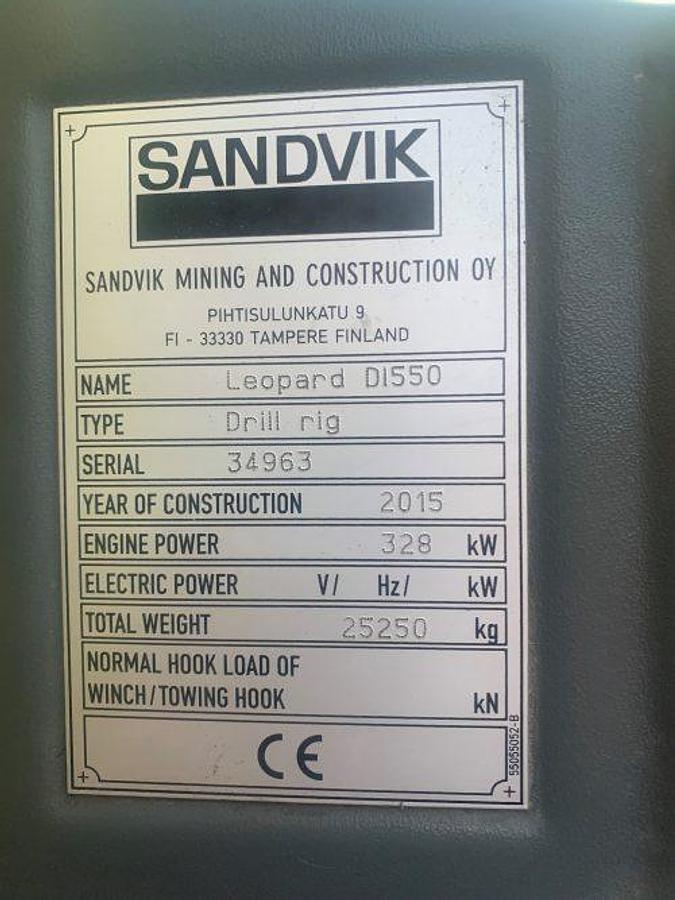 SANDVIK
SANDVIK MINING AND CONSTRUCTION OY
PIHTISULUNKATU 9
FI - 33330 TAMPERE FINLAND
NAME Leopard DI550
TYPE Drill rig
SERIAL 34963
YEAR OF CONSTRUCTION 2015
ENGINE POWER 328 kW
ELECTRIC POWER V/ Hz/ kW
TOTAL WEIGHT 25250 kg
NORMAL HOOK LOAD OF
WINCH/TOWING HOOK kN
CE
55055052-B